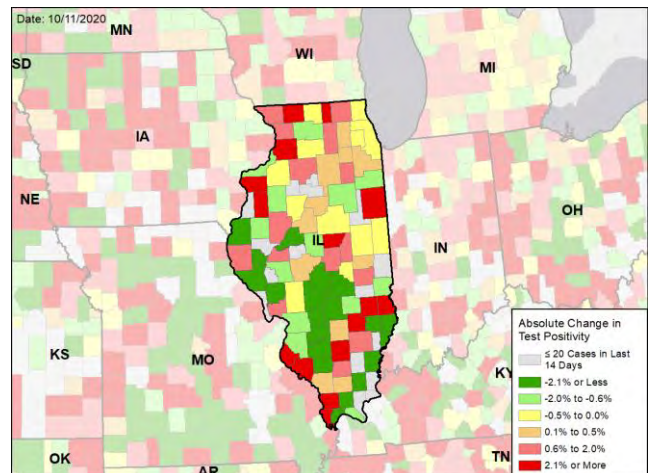 Date: 10/11/2020
MN
WI
MI
SD
IA
NE
OH
IL
IN
KS
MO
KY
OK
AR
TN
Absolute Change in
Test Positivity
≤ 20 Cases in Last
14 Days
-2.1% or Less
-2.0% to -0.6%
-0.5% to 0.0%
0.1% to 0.5%
0.6% to 2.0%
2.1% or More